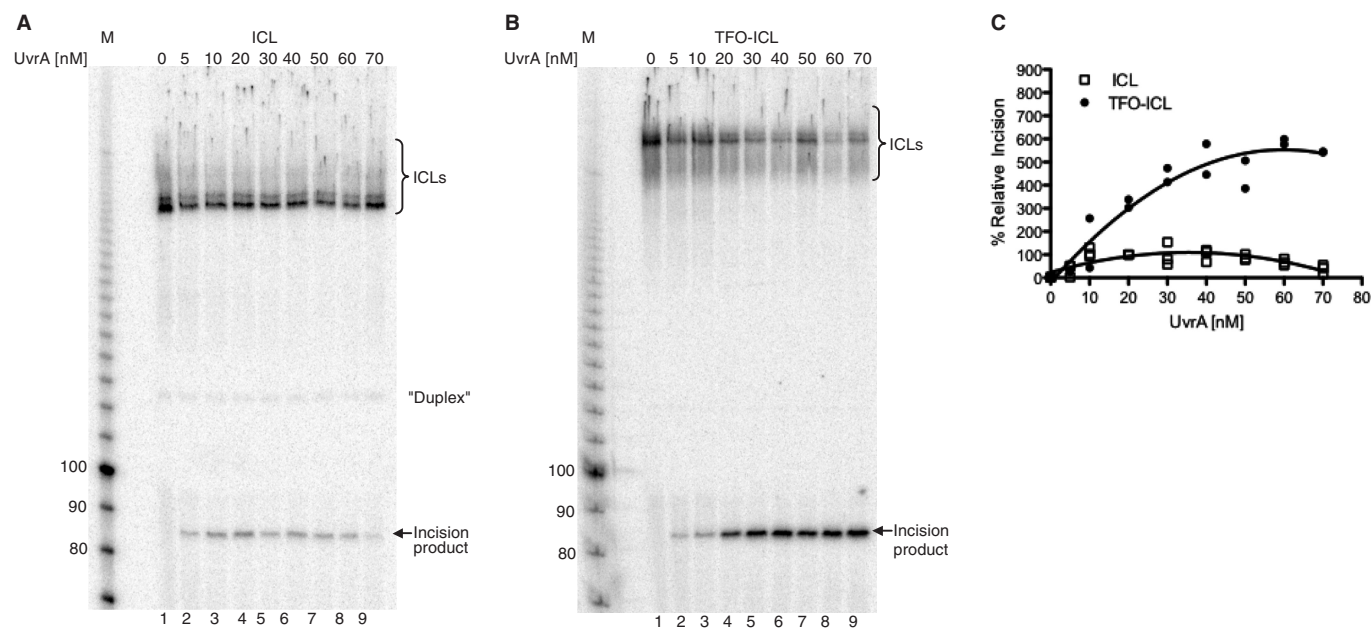 A
M
ICL
UvrA [nM]
0 5 10 20 30 40 50 60 70
ICLs
"Duplex"
100
90
80
Incision
product
1 2 3 4 5 6 7 8 9
B
M
TFO-ICL
UvrA [nM]
0 5 10 20 30 40 50 60 70
ICLs
100
90
80
Incision
product
1 2 3 4 5 6 7 8 9
C
% Relative Incision
900
800
700
600
500
400
300
200
100
0
ICL
TFO-ICL
0 10 20 30 40 50 60 70 80
UvrA [nM]